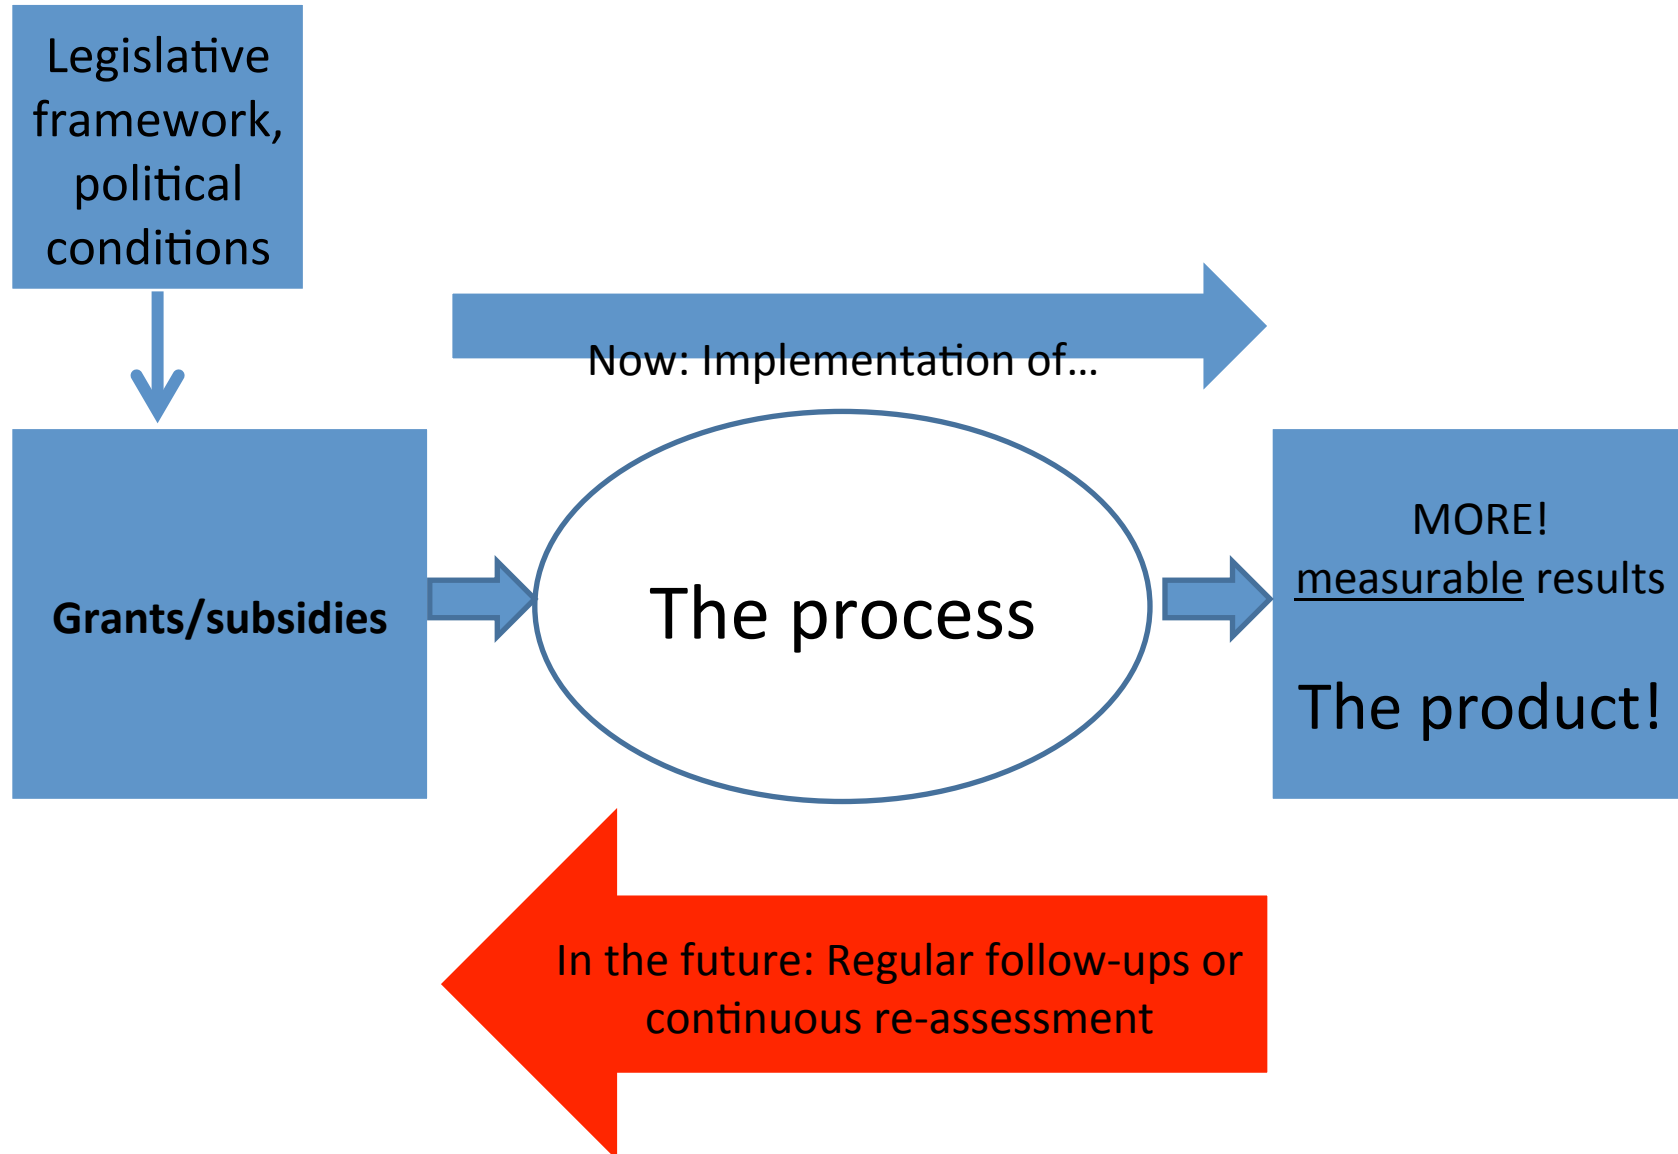 Legislative
framework,
political
conditions
Now: Implementation of…
Grants/subsidies
The process
MORE!
measurable results
The product!
In the future: Regular follow-ups or
continuous re-assessment